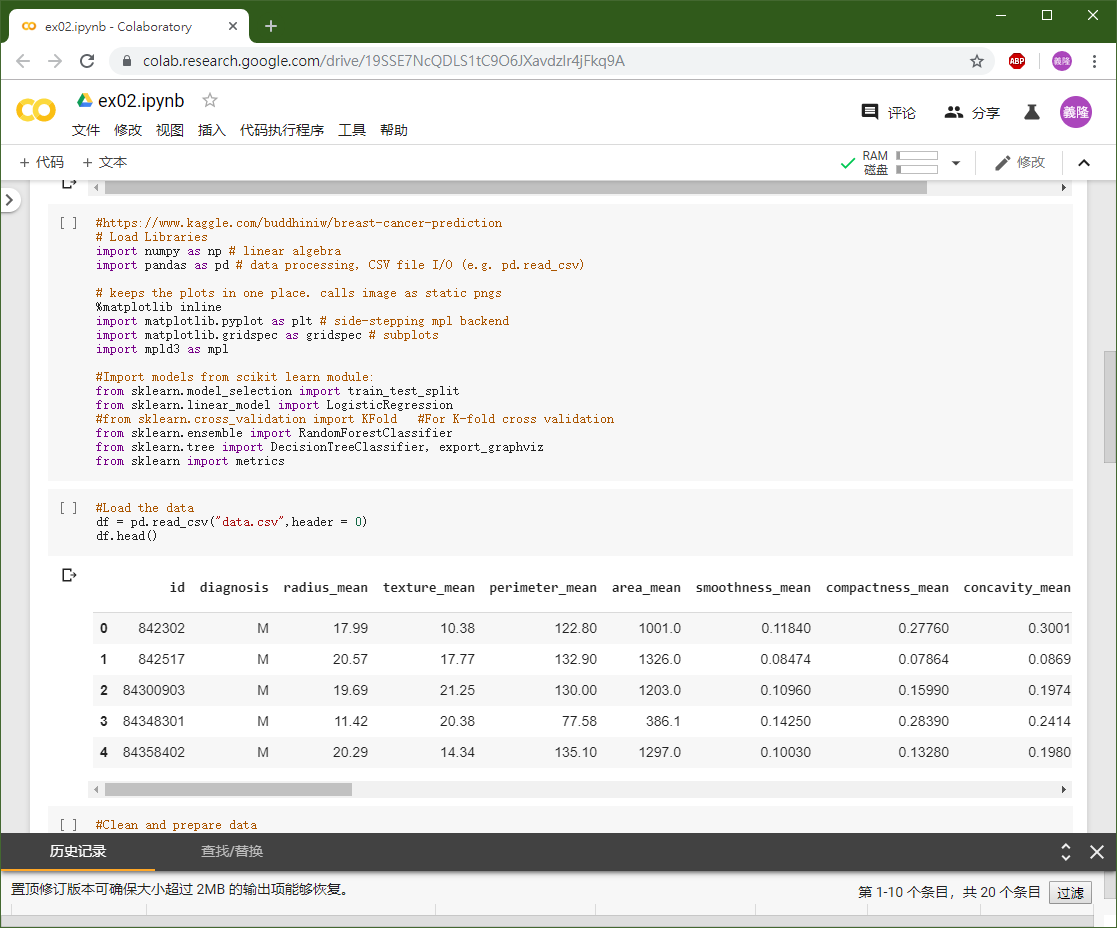 ex02.ipynb - Colaboratory
colab.research.google.com/drive/19SSE7NcQDLS1tC9O6JXavdzIr4jFkq9A
ABP
義隆
ex02.ipynb
文件 修改 视图 插入 代码执行程序 工具 帮助
评论 分享 義隆
+ 代码 + 文本
RAM
磁盘
修改
[ ] #https://www.kaggle.com/buddhiniw/breast-cancer-prediction
# Load Libraries
import numpy as np # linear algebra
import pandas as pd # data processing, CSV file I/O (e.g. pd.read_csv)
# keeps the plots in one place. calls image as static pngs
%matplotlib inline
import matplotlib.pyplot as plt # side-stepping mpl backend
import matplotlib.gridspec as gridspec # subplots
import mpld3 as mpl
#Import models from scikit learn module:
from sklearn.model_selection import train_test_split
from sklearn.linear_model import LogisticRegression
#from sklearn.cross_validation import KFold   #For K-fold cross validation
from sklearn.ensemble import RandomForestClassifier
from sklearn.tree import DecisionTreeClassifier, export_graphviz
from sklearn import metrics
[ ] #Load the data
df = pd.read_csv("data.csv",header = 0)
df.head()
id diagnosis radius_mean texture_mean perimeter_mean area_mean smoothness_mean compactness_mean concavity_mean
0 842302 M 17.99 10.38 122.80 1001.0 0.11840 0.27760 0.3001
1 842517 M 20.57 17.77 132.90 1326.0 0.08474 0.07864 0.0869
2 84300903 M 19.69 21.25 130.00 1203.0 0.10960 0.15990 0.1974
3 84348301 M 11.42 20.38 77.58 386.1 0.14250 0.28390 0.2414
4 84358402 M 20.29 14.34 135.10 1297.0 0.10030 0.13280 0.1980
[ ] #Clean and prepare data
历史记录 查找/替换
置顶修订版本可确保大小超过 2MB 的输出项能够恢复。
第 1-10 个条目，共 20 个条目 过滤